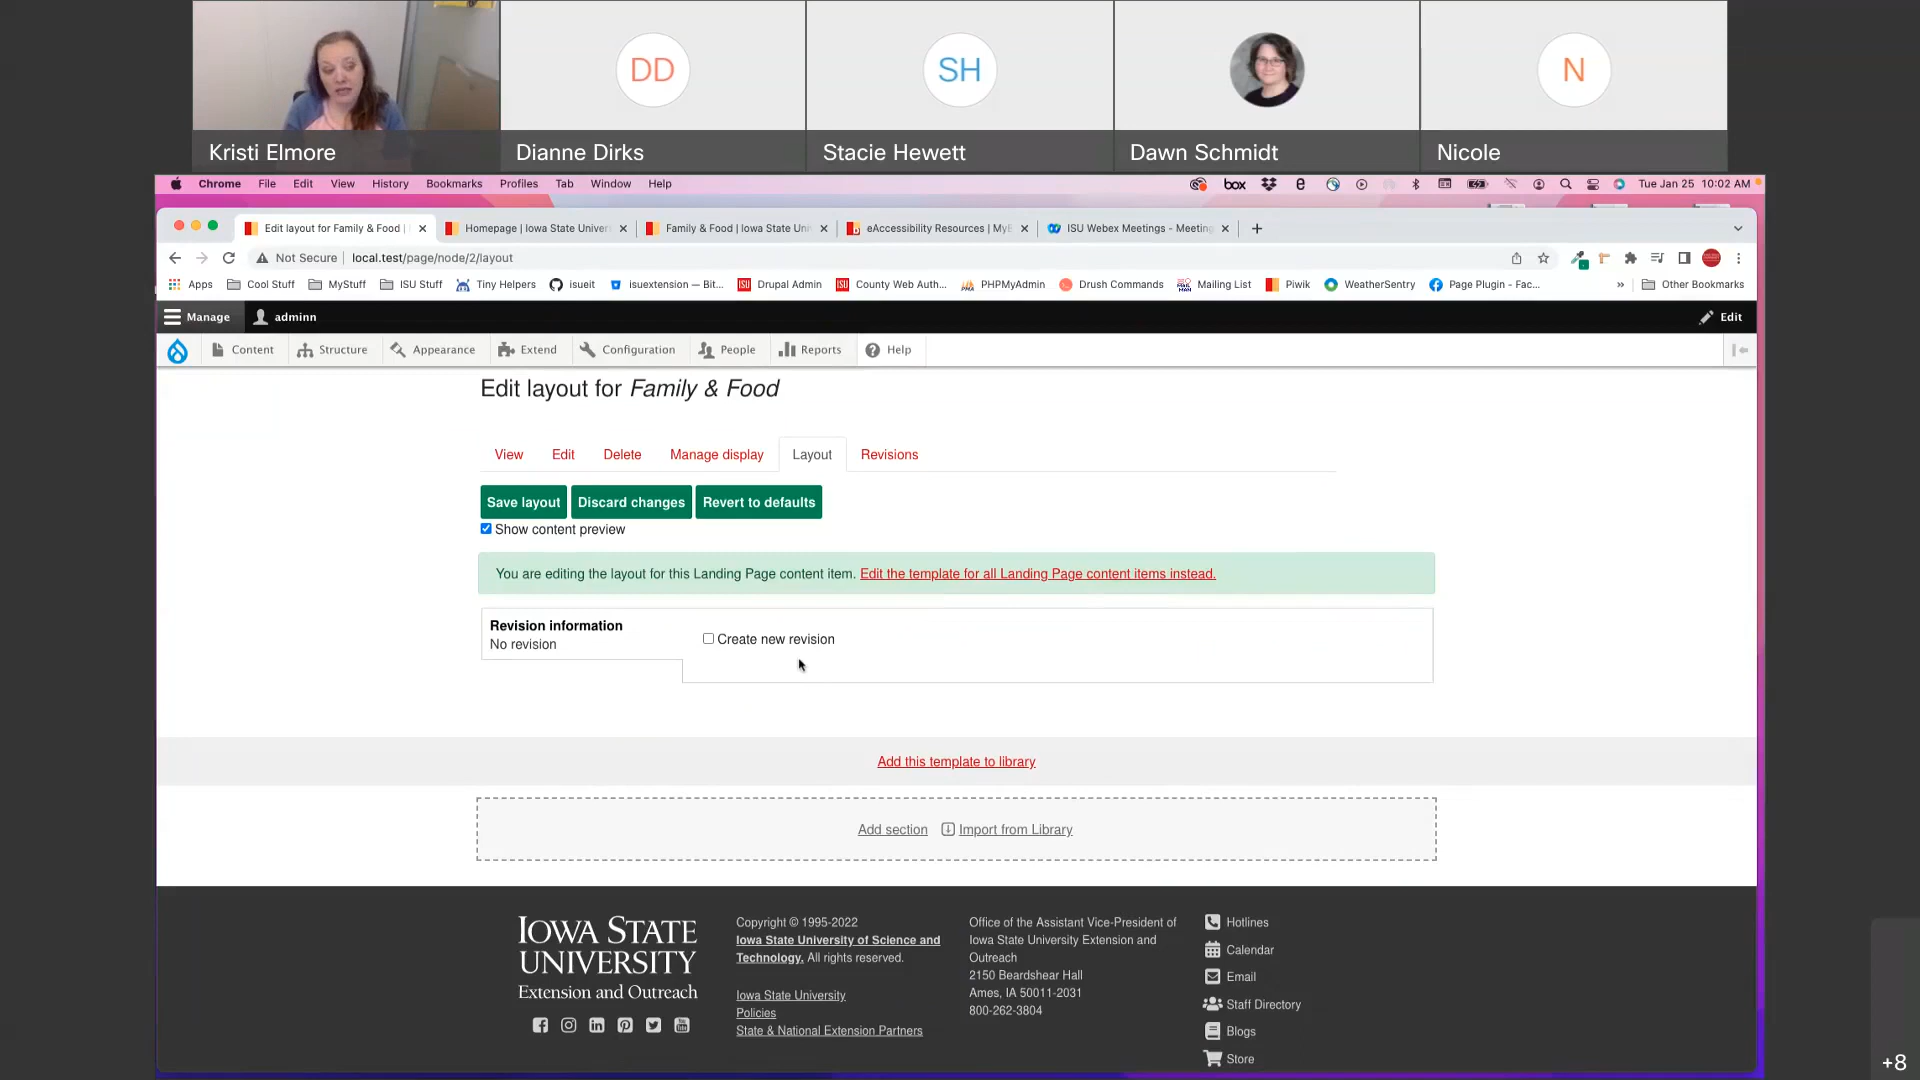 DD
SH
N
Kristi Elmore
Dianne Dirks
Stacie Hewett
Dawn Schmidt
Nicole
Chrome File Edit View History Bookmarks Profiles Tab Window Help
box
Tue Jan 25 10:02 AM
Edit layout for Family & Food |
Homepage | Iowa State Univer
Family & Food | Iowa State Uni
eAccessibility Resources | MyE
ISU Webex Meetings - Meeting
Not Secure local.test/page/node/2/layout
Apps Cool Stuff MyStuff ISU Stuff Tiny Helpers isueit isuextension — Bit... Drupal Admin County Web Auth... PHPMyAdmin Drush Commands Mailing List Piwik WeatherSentry Page Plugin - Fac... » Other Bookmarks
Manage adminn Edit
Content Structure Appearance Extend Configuration People Reports Help
Edit layout for Family & Food
View Edit Delete Manage display Layout Revisions
Save layout Discard changes Revert to defaults
Show content preview
You are editing the layout for this Landing Page content item. Edit the template for all Landing Page content items instead.
Revision information
No revision
Create new revision
Add this template to library
Add section Import from Library
IOWA STATE
UNIVERSITY
Extension and Outreach
Copyright © 1995-2022
Iowa State University of Science and
Technology. All rights reserved.
Iowa State University
Policies
State & National Extension Partners
Office of the Assistant Vice-President of
Iowa State University Extension and
Outreach
2150 Beardshear Hall
Ames, IA 50011-2031
800-262-3804
Hotlines
Calendar
Email
Staff Directory
Blogs
Store
+8